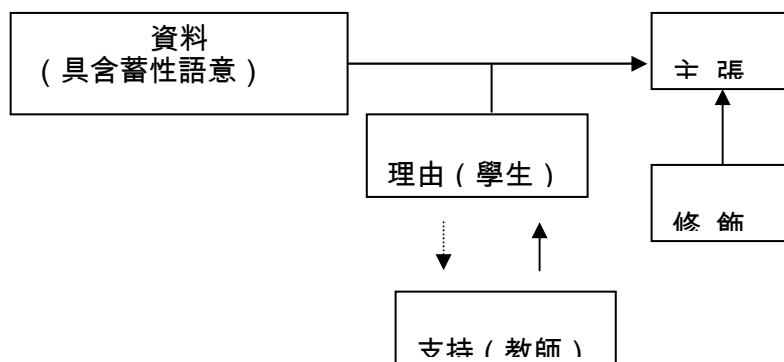 資料
（具含蓄性語意）
主 張
理由（學生）
修 飾
支持（教師）